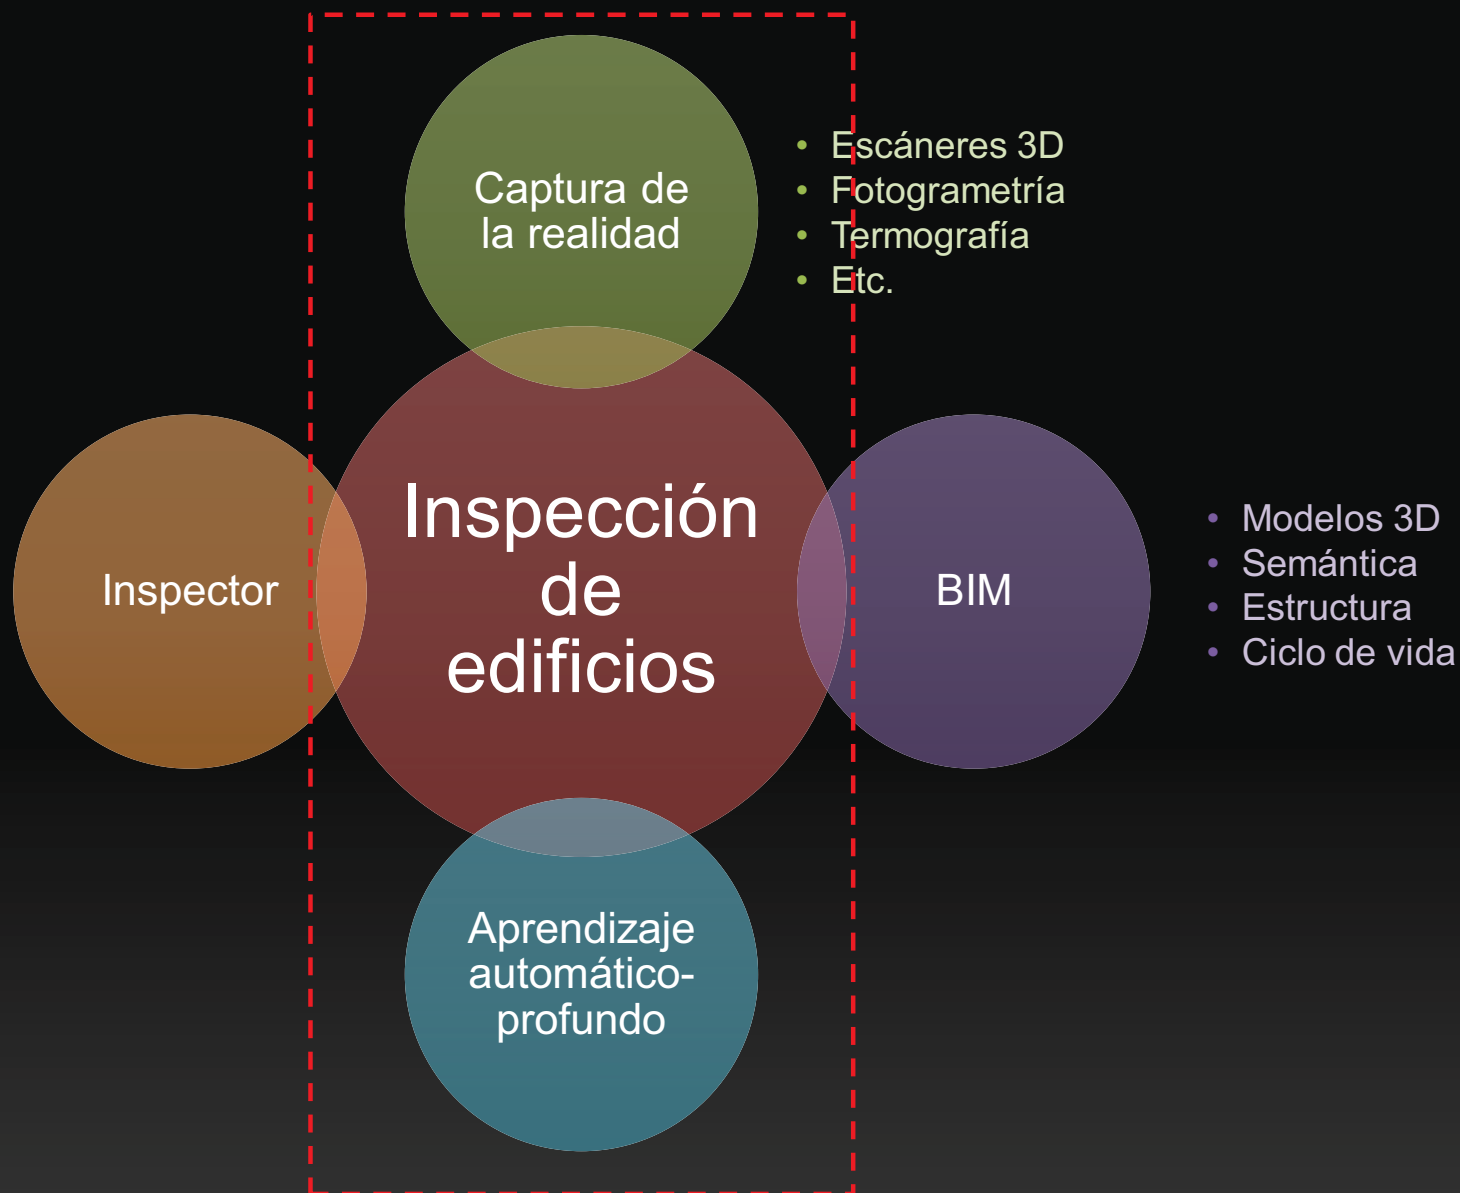 Captura de
la realidad
• Escáneres 3D
• Fotogrametría
• Termografía
• Etc.
Inspector
Inspección
de
edificios
BIM
• Modelos 3D
• Semántica
• Estructura
• Ciclo de vida
Aprendizaje
automático-
profundo